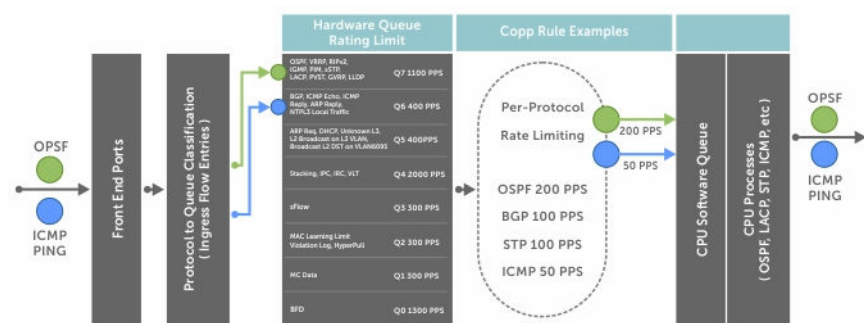 Hardware Queue
Rating Limit
Copp Rule Examples
OPSF
ICMP
PING
Front End Ports
Protocol to Queue Classification
( Ingress Flow Entries )
OSPF, VRRP, RIPv2,
IGMP, PIM, xSTP,
LACP, PVST, GVRP, LLDP
Q7 1100 PPS
BGP, ICMP Echo, ICMP
Reply, ARP Reply,
NTPL3 Local Traffic
Q6 400 PPS
ARP Req, DHCP, Unknown L3,
L2 Broadcast on L3 VLAN,
Broadcast L2 DST on VLAN6095
Q5 400PPS
Stacking, IPC, IRC, VLT
Q4 2000 PPS
sFlow
Q3 300 PPS
MAC Learning Limit
Violation Log, HyperPull
Q2 300 PPS
MC Data
Q1 300 PPS
BFD
Q0 1300 PPS
Per-Protocol
Rate Limiting
OSPF 200 PPS
BGP 100 PPS
STP 100 PPS
ICMP 50 PPS
200 PPS
50 PPS
CPU Software Queue
CPU Processes
( OSPF, LACP, STP, ICMP, etc )
OPSF
ICMP
PING